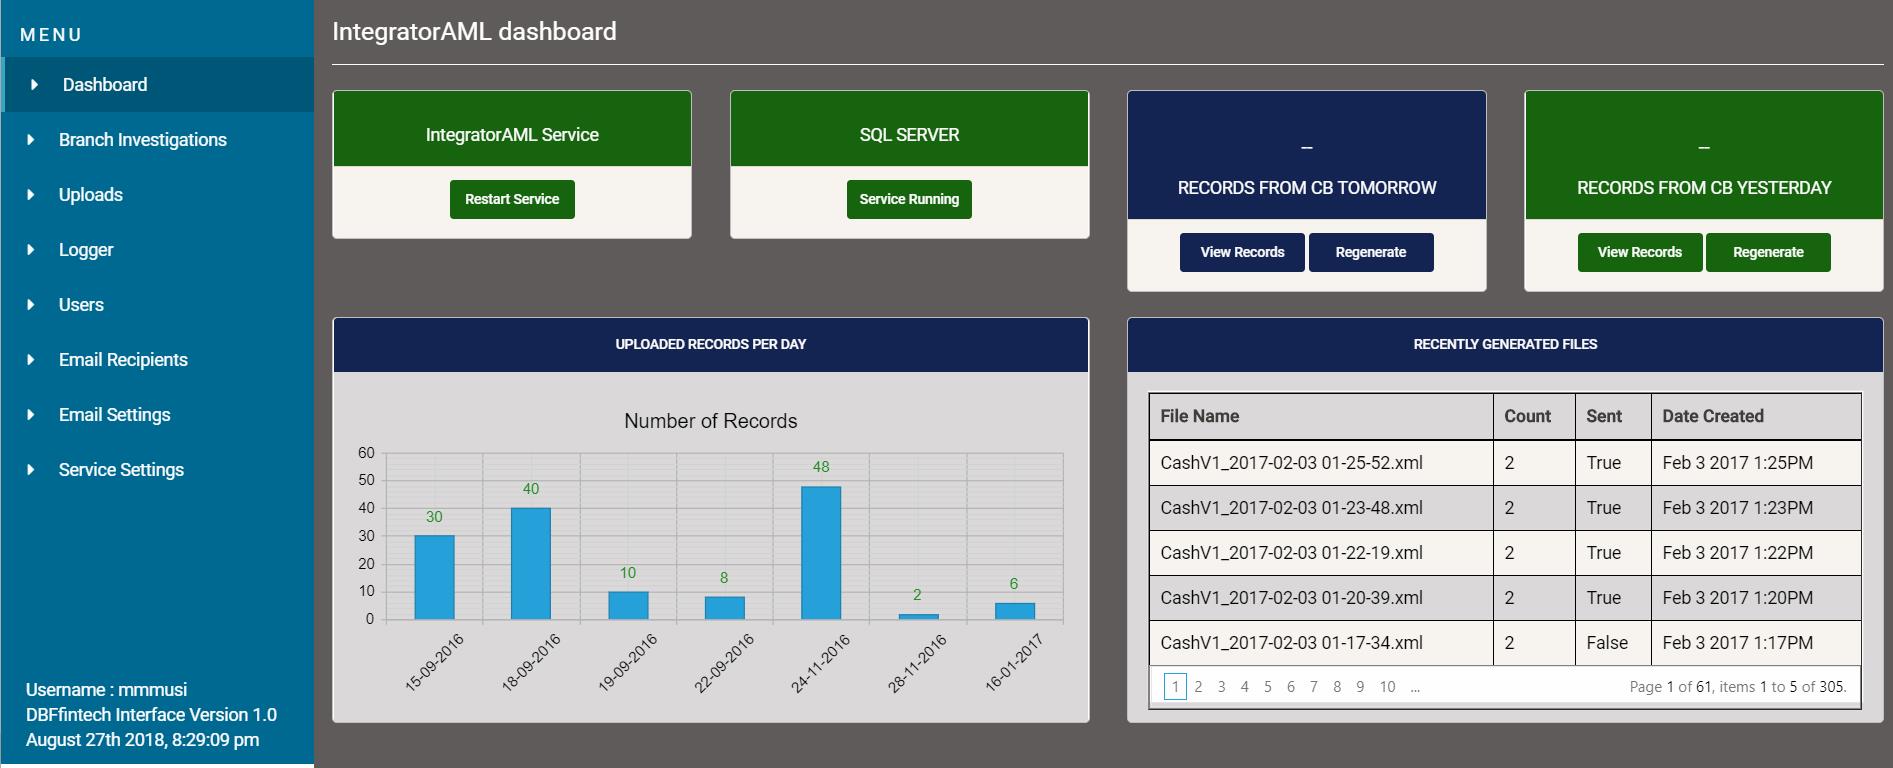 MENU
Dashboard
Branch Investigations
Uploads
Logger
Users
Email Recipients
Email Settings
Service Settings
Username : mmmusi
DBFfintech Interface Version 1.0
August 27th 2018, 8:29:09 pm
IntegratorAML dashboard
IntegratorAML Service
Restart Service
SQL SERVER
Service Running
--
RECORDS FROM CB TOMORROW
View Records Regenerate
--
RECORDS FROM CB YESTERDAY
View Records Regenerate
UPLOADED RECORDS PER DAY
Number of Records
60
50
40
30
20
10
0
30 40 10 8 48 2 6
15-09-2016 18-09-2016 19-09-2016 22-09-2016 24-11-2016 28-11-2016 16-01-2017
RECENTLY GENERATED FILES
File Name Count Sent Date Created
CashV1_2017-02-03 01-25-52.xml 2 True Feb 3 2017 1:25PM
CashV1_2017-02-03 01-23-48.xml 2 True Feb 3 2017 1:23PM
CashV1_2017-02-03 01-22-19.xml 2 True Feb 3 2017 1:22PM
CashV1_2017-02-03 01-20-39.xml 2 True Feb 3 2017 1:20PM
CashV1_2017-02-03 01-17-34.xml 2 False Feb 3 2017 1:17PM
1 2 3 4 5 6 7 8 9 10 ... Page 1 of 61, items 1 to 5 of 305.